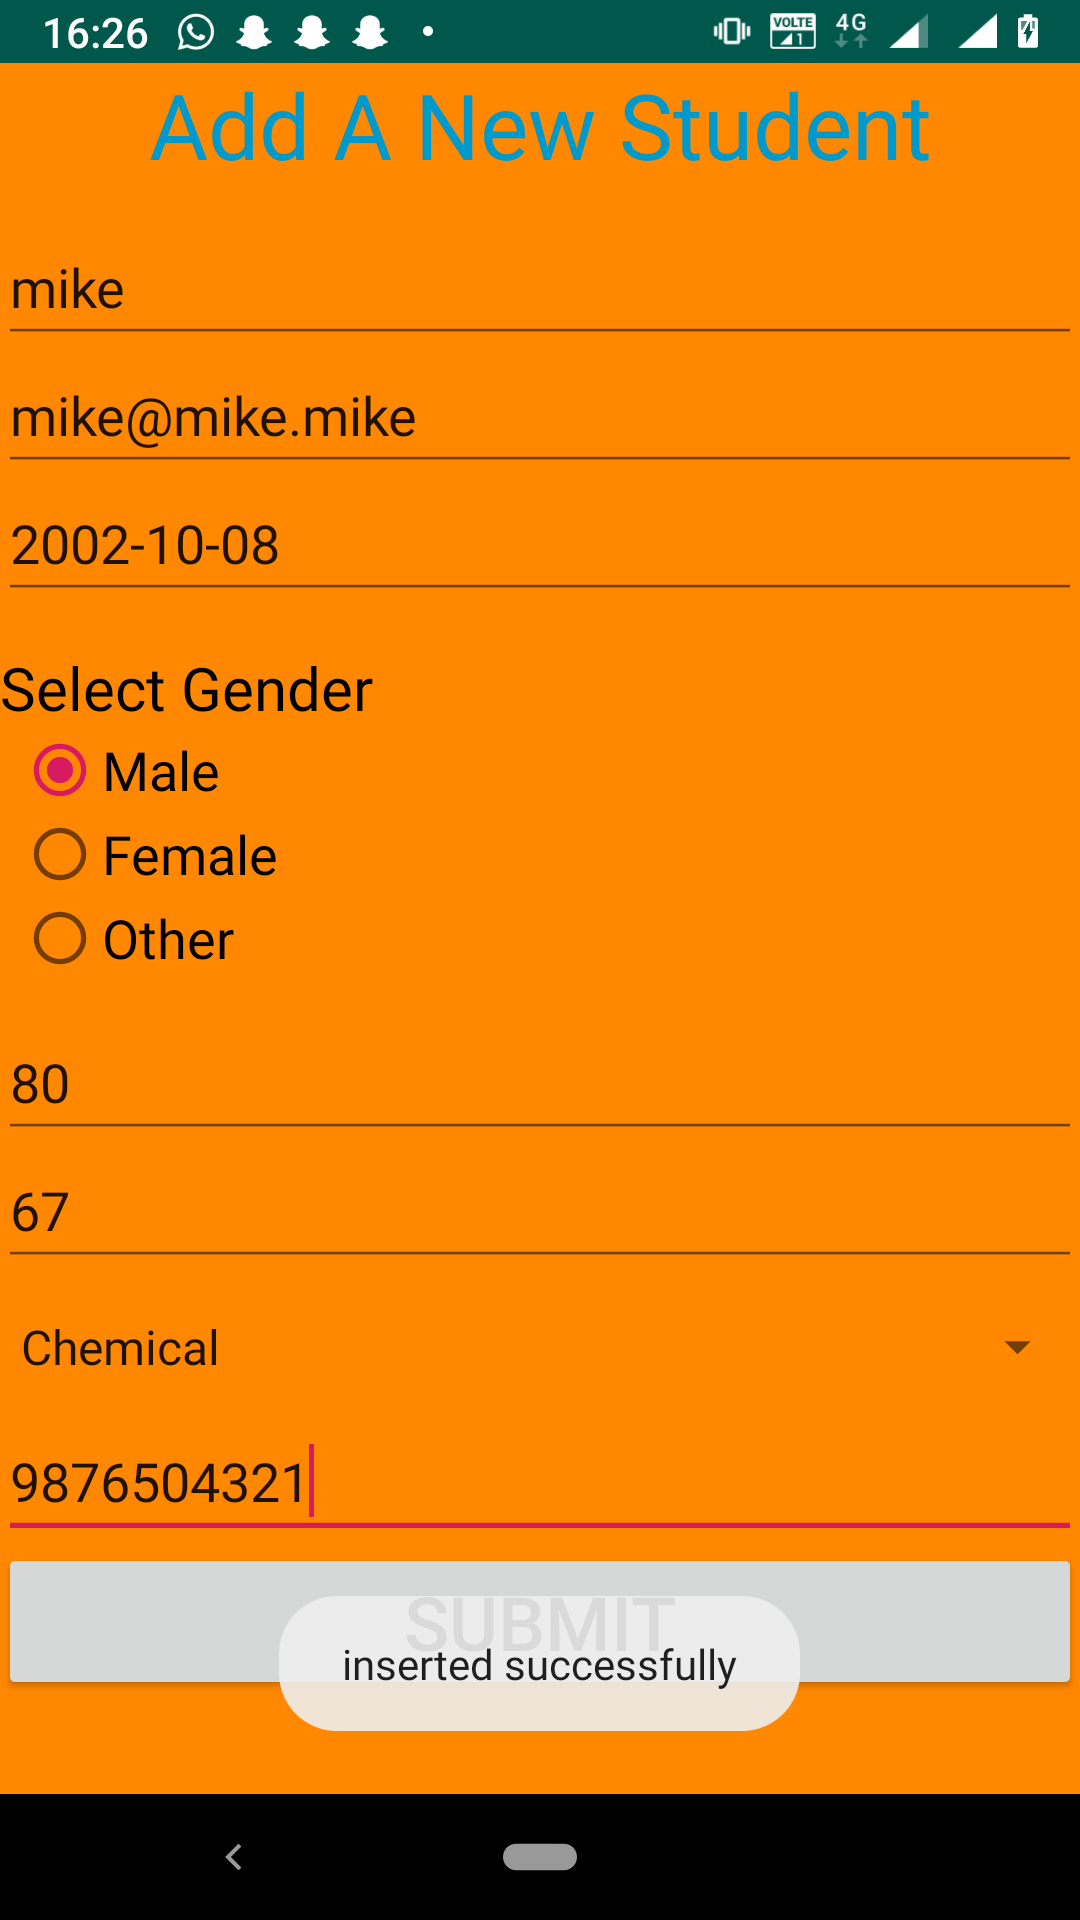 16:26 VOLTE 1 4G
Add A New Student
mike
mike@mike.mike
2002-10-08
Select Gender
Male
Female
Other
80
67
Chemical
9876504321
SUBMIT
inserted successfully